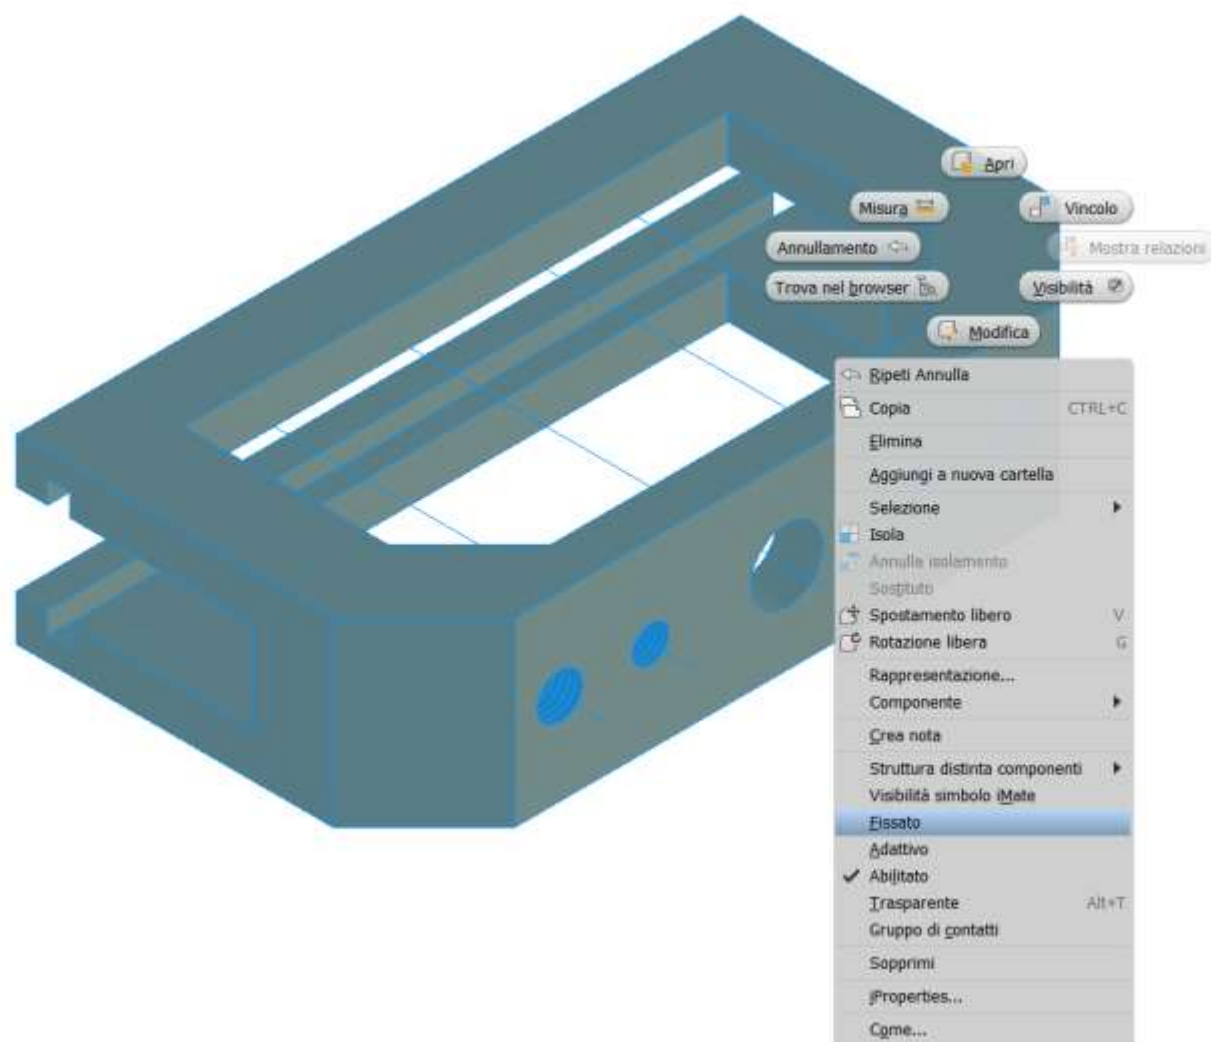 Apri
Misura
Vincolo
Annullamento
Mostra relazioni
Trova nel browser
Visibilità
Modifica
Ripeti Annulla
Copia CTRL+C
Elimina
Aggiungi a nuova cartella
Selezione
Isola
Annulla isolamento
Sostituto
Spostamento libero V
Rotazione libera G
Rappresentazione...
Componente
Crea nota
Struttura distinta componenti
Visibilità simbolo iMate
Fissato
Adattivo
Abilitato
Trasparente Alt+T
Gruppo di contatti
Sopprimi
iProperties...
Come...